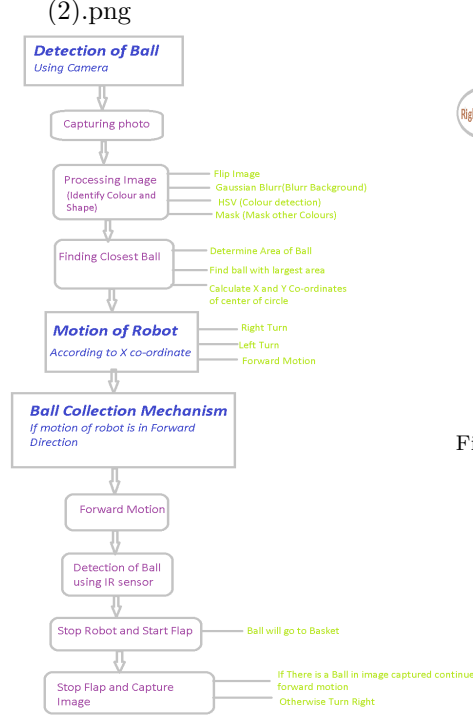 (2).png
Detection of Ball
Using Camera
Capturing photo
Processing Image
(Identify Colour and
Shape)
Flip Image
Gaussian Blurr(Blurr Background)
HSV (Colour detection)
Mask (Mask other Colours)
Finding Closest Ball
Determine Area of Ball
Find ball with largest area
Calculate X and Y Co-ordinates
of center of circle
Motion of Robot
According to X co-ordinate
Right Turn
Left Turn
Forward Motion
Ball Collection Mechanism
If motion of robot is in Forward
Direction
Forward Motion
Detection of Ball
using IR sensor
Stop Robot and Start Flap
Ball will go to Basket
Stop Flap and Capture
Image
If There is a Ball in image captured continue
forward motion
Otherwise Turn Right